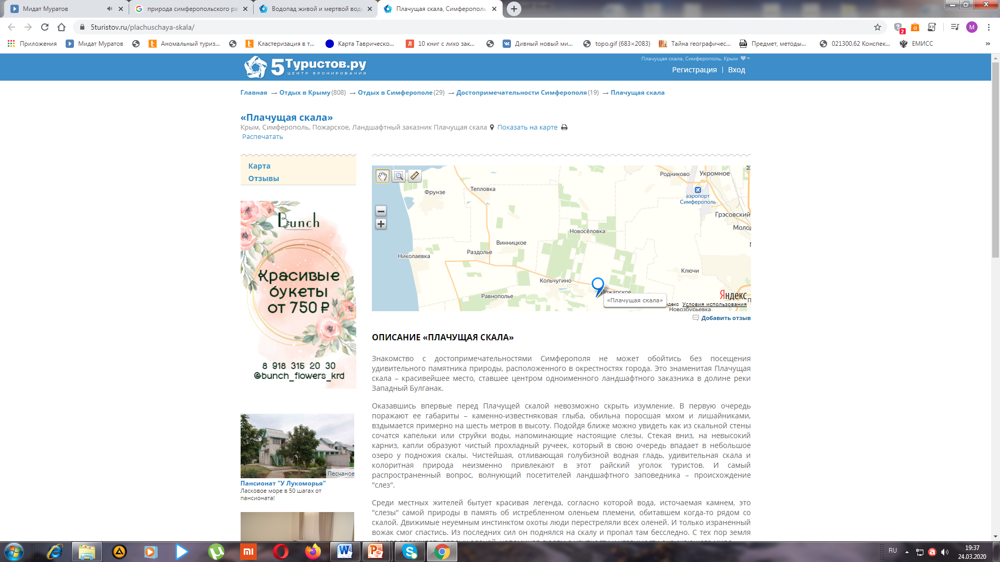 Мидат Муратов
природа симферопольского ра
Водопад живой и мертвой воды
Плачущая скала, Симферополь,
5turistov.ru/plachuschaya-skala/
2
M
Приложения
Мидат Муратов
Аномальный туриз...
Кластеризация в т...
Карта Таврическо...
10 книг с лихо зак...
Дивный новый ми...
topo.gif (683×2083)
Тайна географичес...
Предмет, методы...
021300.62 Конспек...
ЕМИСС
»
5Туристов.ру
ЦЕНТР БРОНИРОВАНИЯ
Плачущая скала, Симферополь, Крым
Регистрация | Вход
Главная → Отдых в Крыму (808) → Отдых в Симферополе (29) → Достопримечательности Симферополя (19) → Плачущая скала
«Плачущая скала»
Крым, Симферополь, Пожарское, Ландшафтный заказник Плачущая скала Показать на карте
Распечатать
Карта
Отзывы
Bunch
Красивые
букеты
от 750 ₽
8 918 315 20 30
@bunch_flowers_krd
Песчаное
Пансионат "У Лукоморья"
Ласковое море в 50 шагах от
пансионата!
Родниково
Укромное
Фрунзе
Тепловка
аэропорт
Симферополь
Грэсовский
Молод
Новосёловка
Винницкое
Раздолье
Николаевка
Ключи
Кольчугино
Пожарское
Равнополье
Яндекс
«Плачущая скала»
ндекс Условия использования
Новозбурьевка
Добавить отзыв
ОПИСАНИЕ «ПЛАЧУЩАЯ СКАЛА»
Знакомство с достопримечательностями Симферополя не может обойтись без посещения
удивительного памятника природы, расположенного в окрестностях города. Это знаменитая Плачущая
скала – красивейшее место, ставшее центром одноименного ландшафтного заказника в долине реки
Западный Булганак.
Оказавшись впервые перед Плачущей скалой невозможно скрыть изумление. В первую очередь
поражают ее габариты – каменно-известняковая глыба, обильна поросшая мхом и лишайниками,
вздымается примерно на шесть метров в высоту. Подойдя ближе можно увидеть как из скальной стены
сочатся капельки или струйки воды, напоминающие настоящие слезы. Стекая вниз, на невысокий
карниз, капли образуют чистый прохладный ручеек, который в свою очередь впадает в небольшое
озеро у подножия скалы. Чистейшая, отливающая голубизной водная гладь, удивительная скала и
колоритная природа неизменно привлекают в этот райский уголок туристов. И самый
распространенный вопрос, волнующий посетителей ландшафтного заповедника – происхождение
"слез".
Среди местных жителей бытует красивая легенда, согласно которой вода, источаемая камнем, это
"слезы" самой природы в память об истребленном оленьем племени, обитавшем когда-то рядом со
скалой. Движимые неуемным инстинктом охоты люди перестреляли всех оленей. И только израненный
вожак смог спастись. Из последних сил он поднялся на скалу и пропал там бесследно. С тех пор земля
RU
19:37
24.03.2020